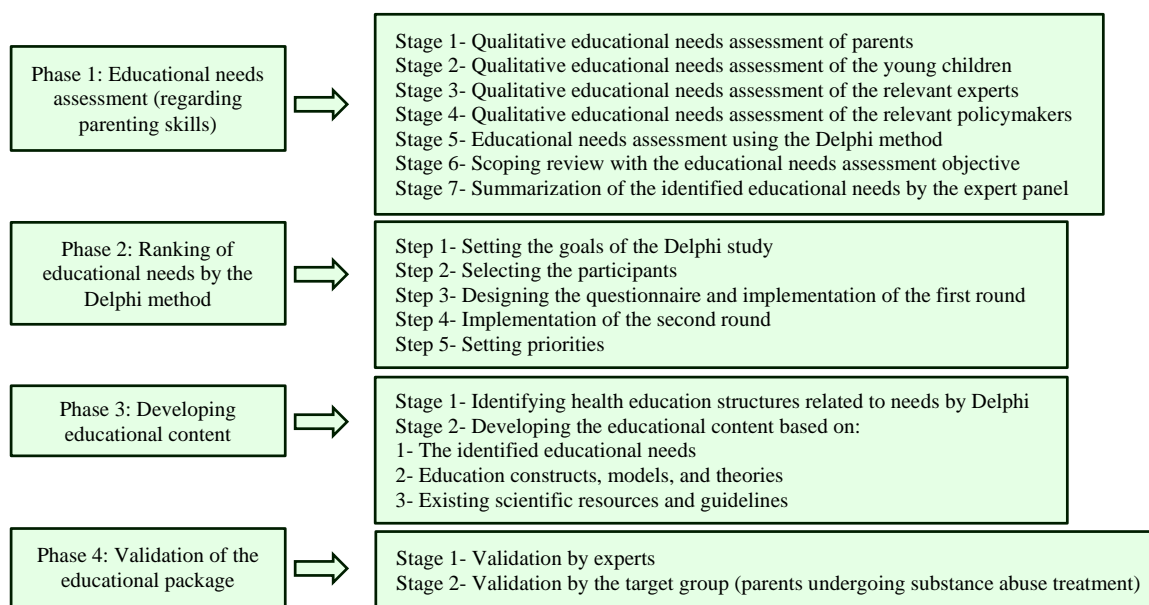 Phase 1: Educational needs
assessment (regarding
parenting skills)
Stage 1- Qualitative educational needs assessment of parents
Stage 2- Qualitative educational needs assessment of the young children
Stage 3- Qualitative educational needs assessment of the relevant experts
Stage 4- Qualitative educational needs assessment of the relevant policymakers
Stage 5- Educational needs assessment using the Delphi method
Stage 6- Scoping review with the educational needs assessment objective
Stage 7- Summarization of the identified educational needs by the expert panel
Phase 2: Ranking of
educational needs by the
Delphi method
Step 1- Setting the goals of the Delphi study
Step 2- Selecting the participants
Step 3- Designing the questionnaire and implementation of the first round
Step 4- Implementation of the second round
Step 5- Setting priorities
Phase 3: Developing
educational content
Stage 1- Identifying health education structures related to needs by Delphi
Stage 2- Developing the educational content based on:
1- The identified educational needs
2- Education constructs, models, and theories
3- Existing scientific resources and guidelines
Phase 4: Validation of the
educational package
Stage 1- Validation by experts
Stage 2- Validation by the target group (parents undergoing substance abuse treatment)